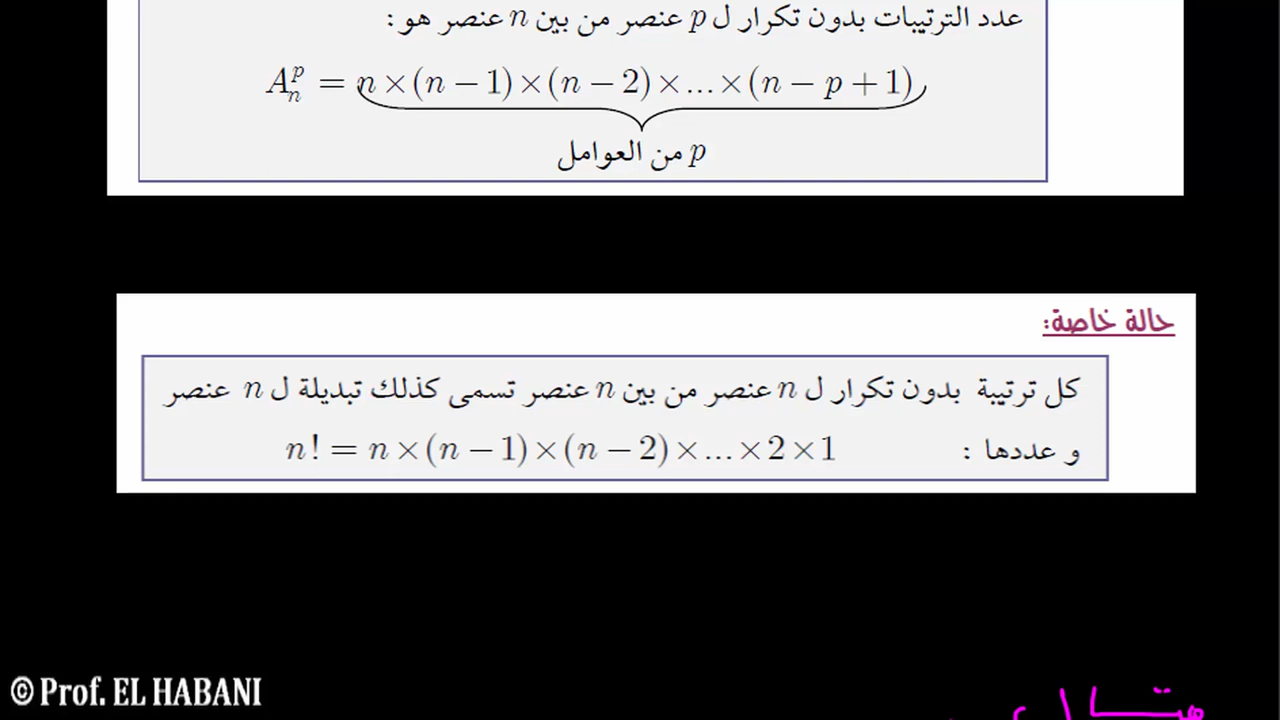 عدد الترتيبات بدون تكرار ل p عنصر من بين n عنصر هو :
A_n^p = n × (n − 1) × (n − 2) × ... × (n − p + 1)
p من العوامل
حالة خاصة:
كل ترتيبة بدون تكرار ل n عنصر من بين n عنصر تسمى كذلك تبديلة ل n عنصر
و عددها : n! = n × (n − 1) × (n − 2) × ... × 2 × 1
© Prof. EL HABANI